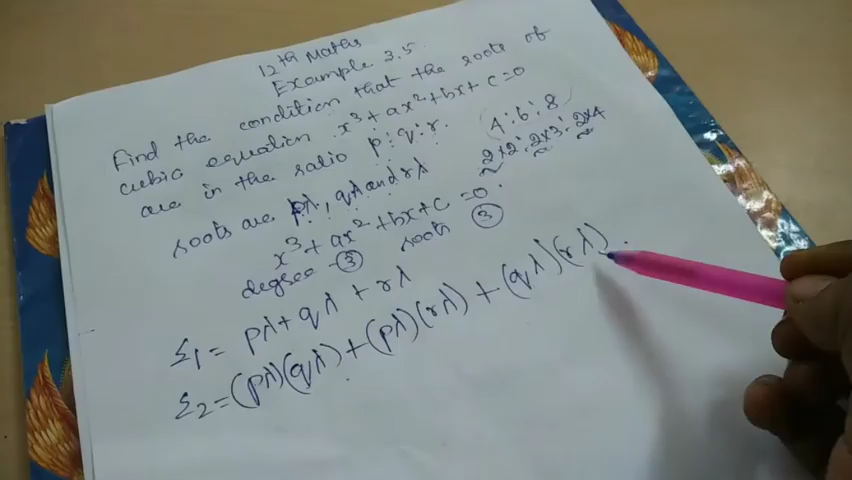 12th Maths
Example 3.5.
Find the condition that the roots of
cubic equation x³+ax²+bx+c=0
are in the ratio p:q:r.
4:6:8
2×2:2×3:2×4
roots are pλ, qλ and rλ
x³+ax²+bx+c=0.
degree - ③ roots ③
Σ₁= pλ+qλ+rλ
Σ₂=(pλ)(qλ)+(pλ)(rλ)+(qλ)(rλ).